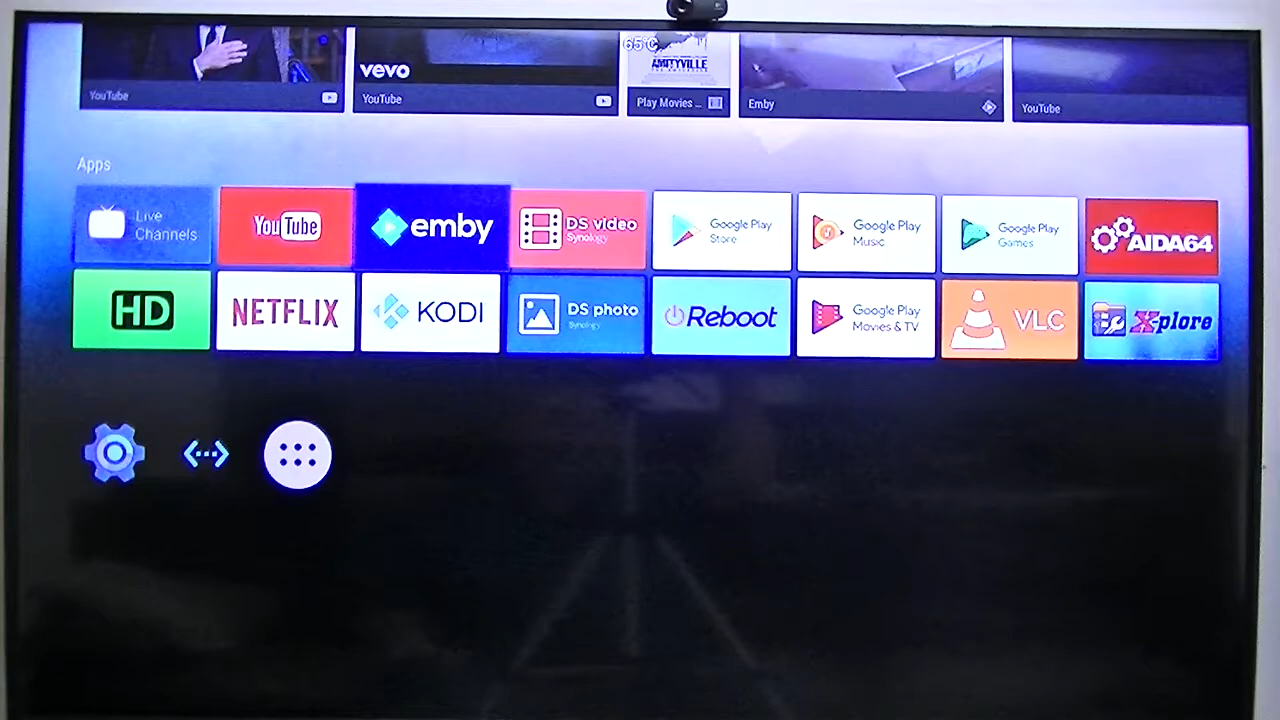 vevo
65°C
AMITYVILLE
YouTube
YouTube
Play Movies ...
Emby
YouTube
Apps
Live
Channels
YouTube
emby
DS video
Synology
Google Play
Store
Google Play
Music
Google Play
Games
AIDA64
HD
NETFLIX
KODI
DS photo
Synology
Reboot
Google Play
Movies & TV
VLC
X-plore